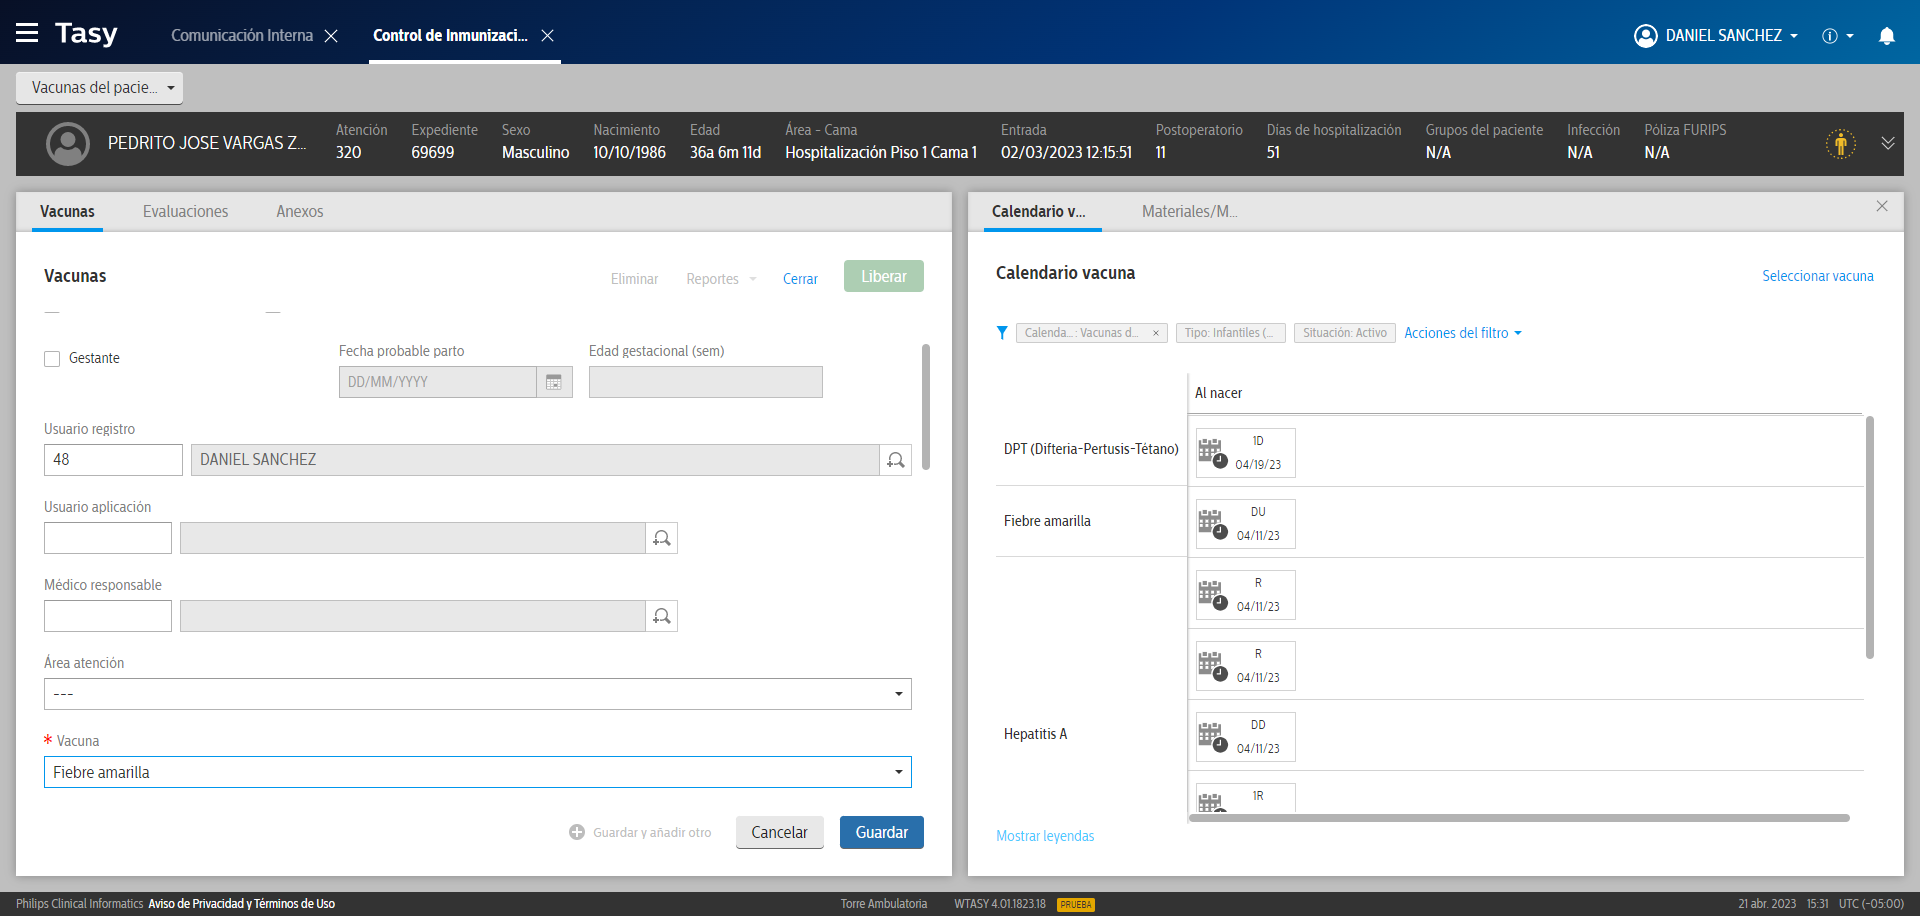 Tasy
Comunicación Interna
Control de Inmunizaci...
DANIEL SANCHEZ
Vacunas del pacie...
PEDRITO JOSE VARGAS Z...
Atención
320
Expediente
69699
Sexo
Masculino
Nacimiento
10/10/1986
Edad
36a 6m 11d
Área - Cama
Hospitalización Piso 1 Cama 1
Entrada
02/03/2023 12:15:51
Postoperatorio
11
Días de hospitalización
51
Grupos del paciente
N/A
Infección
N/A
Póliza FURIPS
N/A
Vacunas
Evaluaciones
Anexos
Vacunas
Eliminar
Reportes
Cerrar
Liberar
Gestante
Fecha probable parto
DD/MM/YYYY
Edad gestacional (sem)
Usuario registro
48
DANIEL SANCHEZ
Usuario aplicación
Médico responsable
Área atención
---
* Vacuna
Fiebre amarilla
Guardar y añadir otro
Cancelar
Guardar
Calendario v...
Materiales/M...
Calendario vacuna
Seleccionar vacuna
Calenda...: Vacunas d... ×
Tipo: Infantiles (...
Situación: Activo
Acciones del filtro
Al nacer
DPT (Difteria-Pertusis-Tétano)
1D
04/19/23
Fiebre amarilla
DU
04/11/23
R
04/11/23
R
04/11/23
Hepatitis A
DD
04/11/23
1R
Mostrar leyendas
Philips Clinical Informatics Aviso de Privacidad y Términos de Uso
Torre Ambulatoria
WTASY 4.01.1823.18
PRUEBA
21 abr. 2023 15:31 UTC (-05:00)